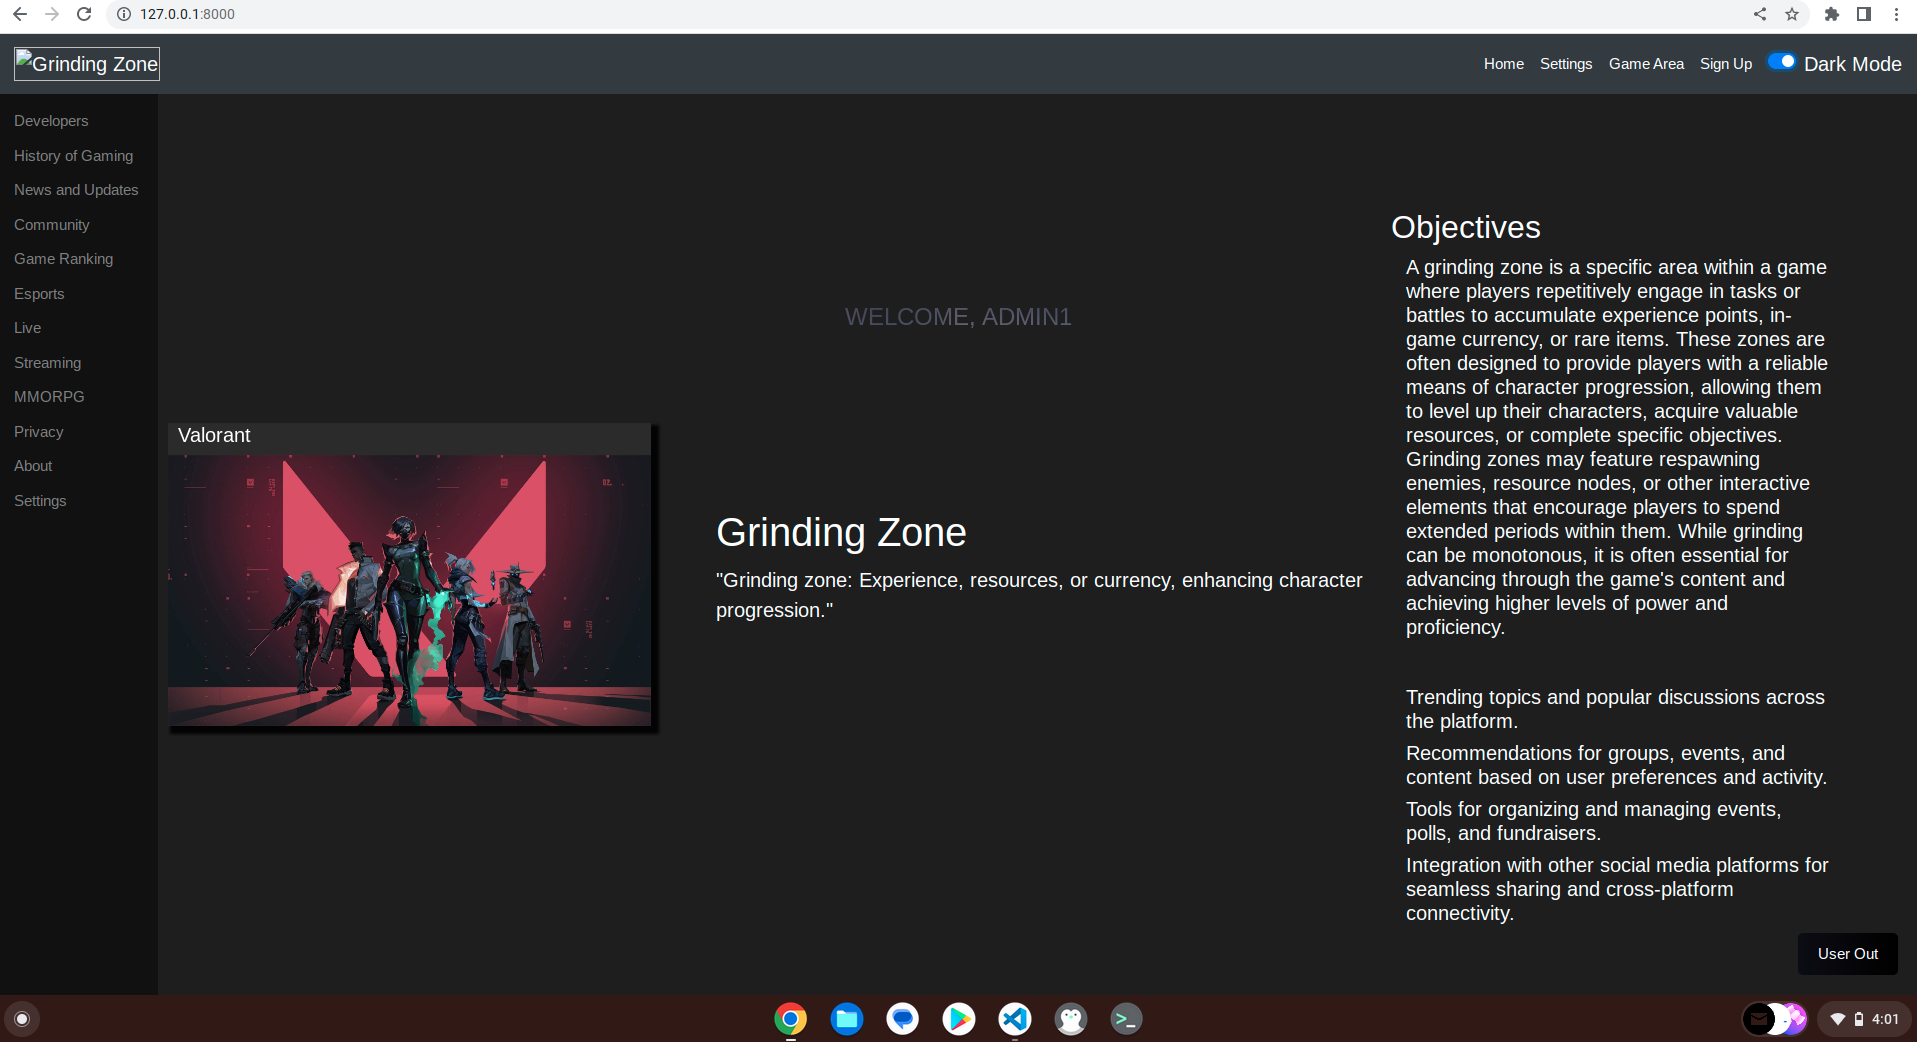 127.0.0.1:8000
Grinding Zone
Home Settings Game Area Sign Up Dark Mode
Developers
History of Gaming
News and Updates
Community
Game Ranking
Esports
Live
Streaming
MMORPG
Privacy
About
Settings
WELCOME, ADMIN1
Valorant
Grinding Zone
"Grinding zone: Experience, resources, or currency, enhancing character
progression."
Objectives
A grinding zone is a specific area within a game
where players repetitively engage in tasks or
battles to accumulate experience points, in-
game currency, or rare items. These zones are
often designed to provide players with a reliable
means of character progression, allowing them
to level up their characters, acquire valuable
resources, or complete specific objectives.
Grinding zones may feature respawning
enemies, resource nodes, or other interactive
elements that encourage players to spend
extended periods within them. While grinding
can be monotonous, it is often essential for
advancing through the game's content and
achieving higher levels of power and
proficiency.
Trending topics and popular discussions across
the platform.
Recommendations for groups, events, and
content based on user preferences and activity.
Tools for organizing and managing events,
polls, and fundraisers.
Integration with other social media platforms for
seamless sharing and cross-platform
connectivity.
User Out
4:01